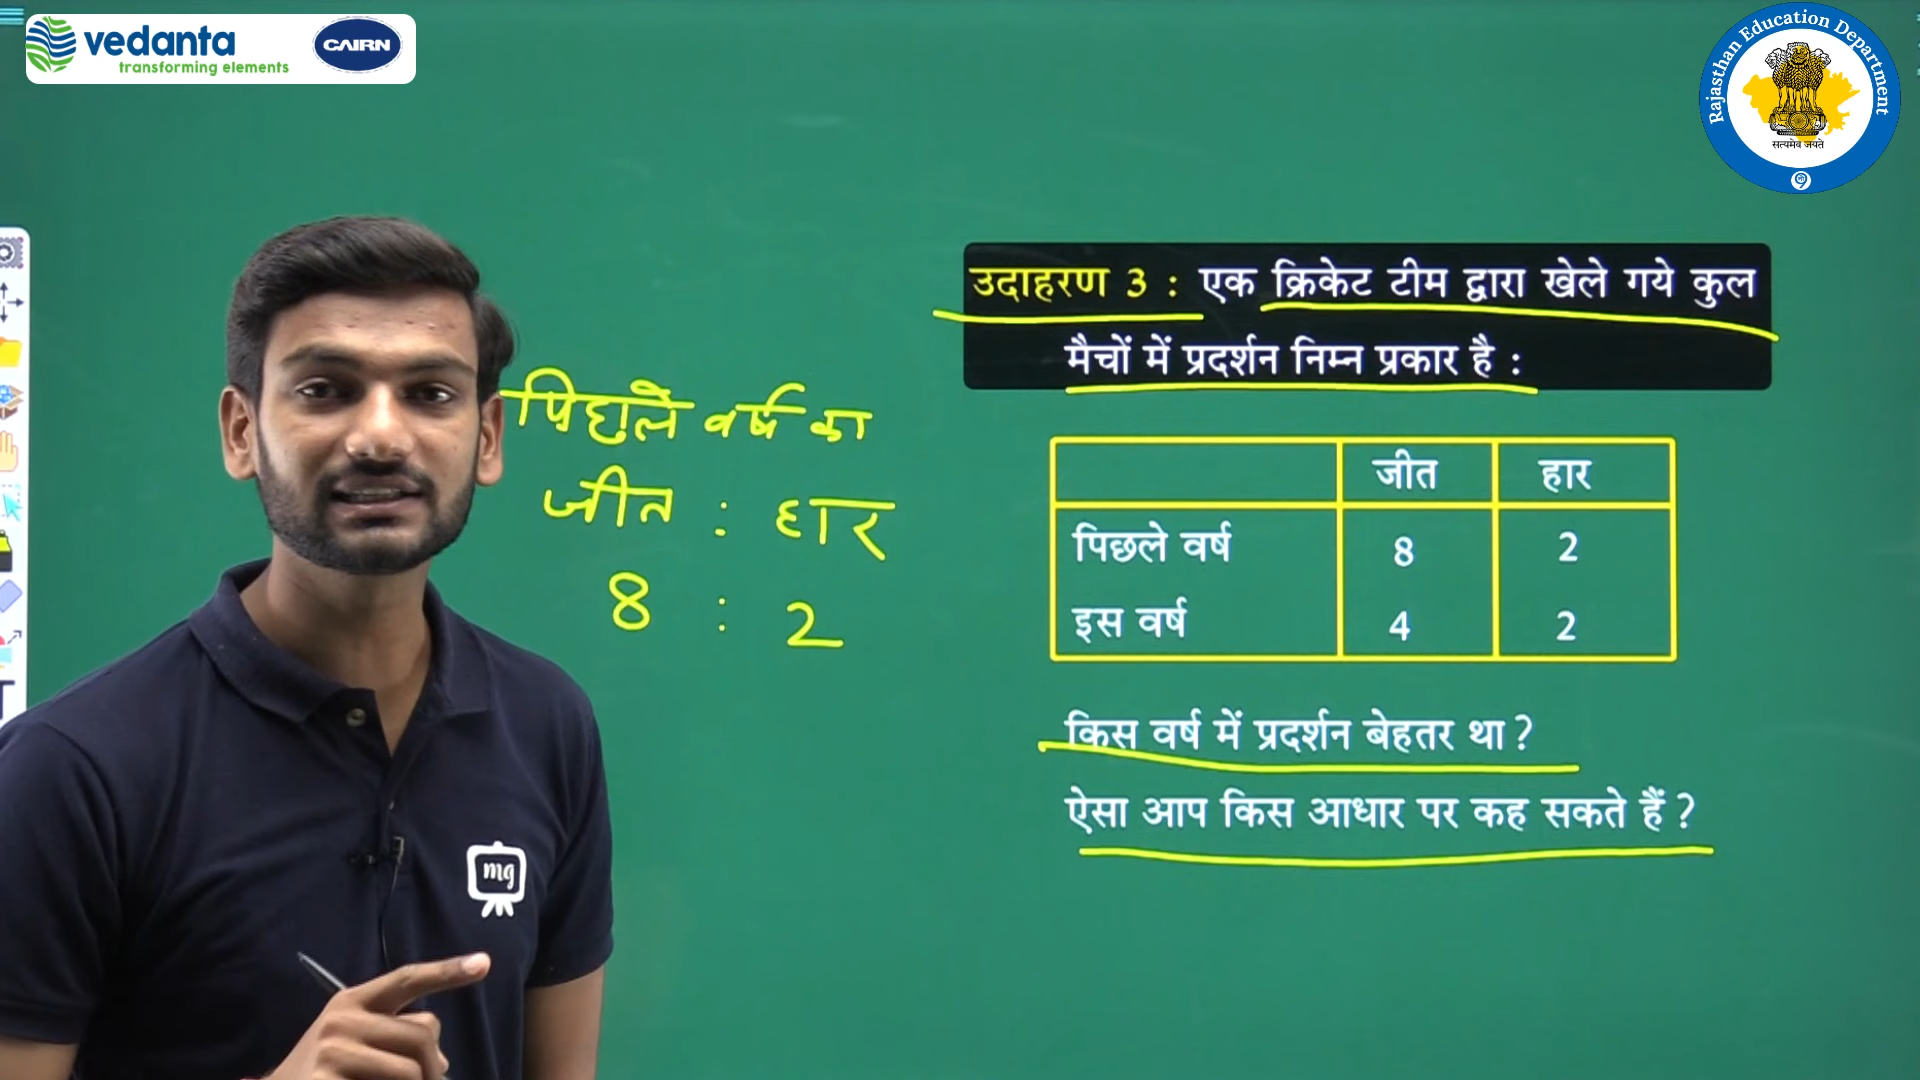 vedanta
transforming elements
CAIRN
Rajasthan Education Department
सत्यमेव जयते
उदाहरण 3 : एक क्रिकेट टीम द्वारा खेले गये कुल
मैचों में प्रदर्शन निम्न प्रकार है :
पिछले वर्ष का
जीत : हार
8 : 2
जीत हार
पिछले वर्ष 8 2
इस वर्ष 4 2
किस वर्ष में प्रदर्शन बेहतर था ?
ऐसा आप किस आधार पर कह सकते हैं ?
mg